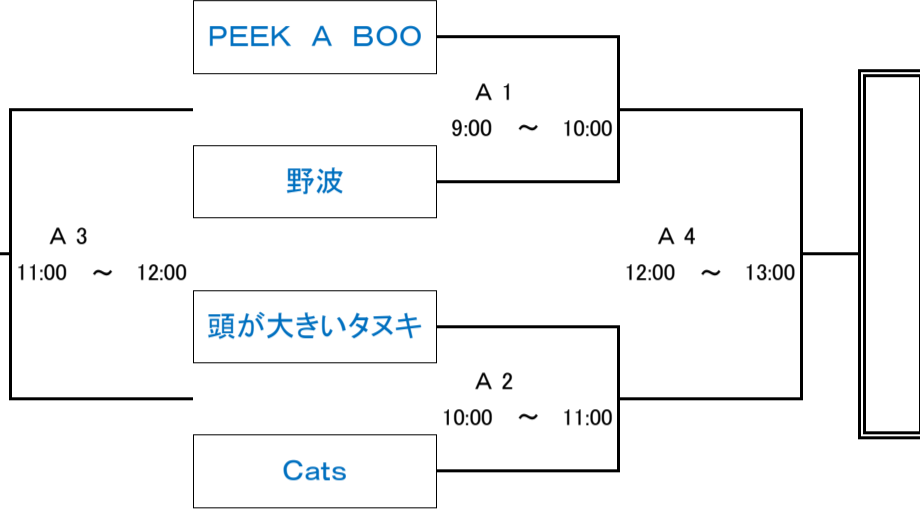 PEEK A BOO
A 1
9:00 ～ 10:00
野波
A 3
11:00 ～ 12:00
A 4
12:00 ～ 13:00
頭が大きいタヌキ
A 2
10:00 ～ 11:00
Cats